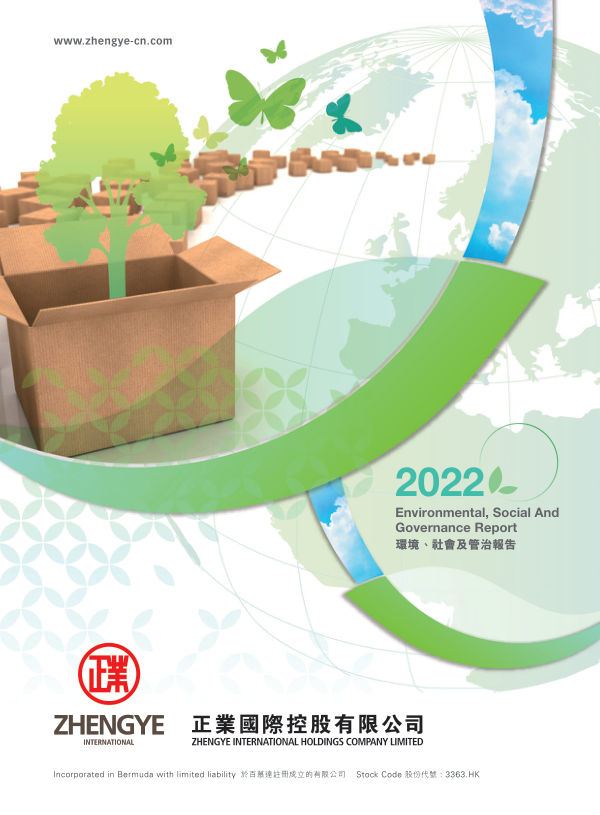 www.zhengye-cn.com
2022
Environmental, Social And
Governance Report
環境、社會及管治報告
正業
ZHENGYE
INTERNATIONAL
正業國際控股有限公司
ZHENGYE INTERNATIONAL HOLDINGS COMPANY LIMITED
Incorporated in Bermuda with limited liability 於百慕達註冊成立的有限公司 Stock Code 股份代號：3363.HK